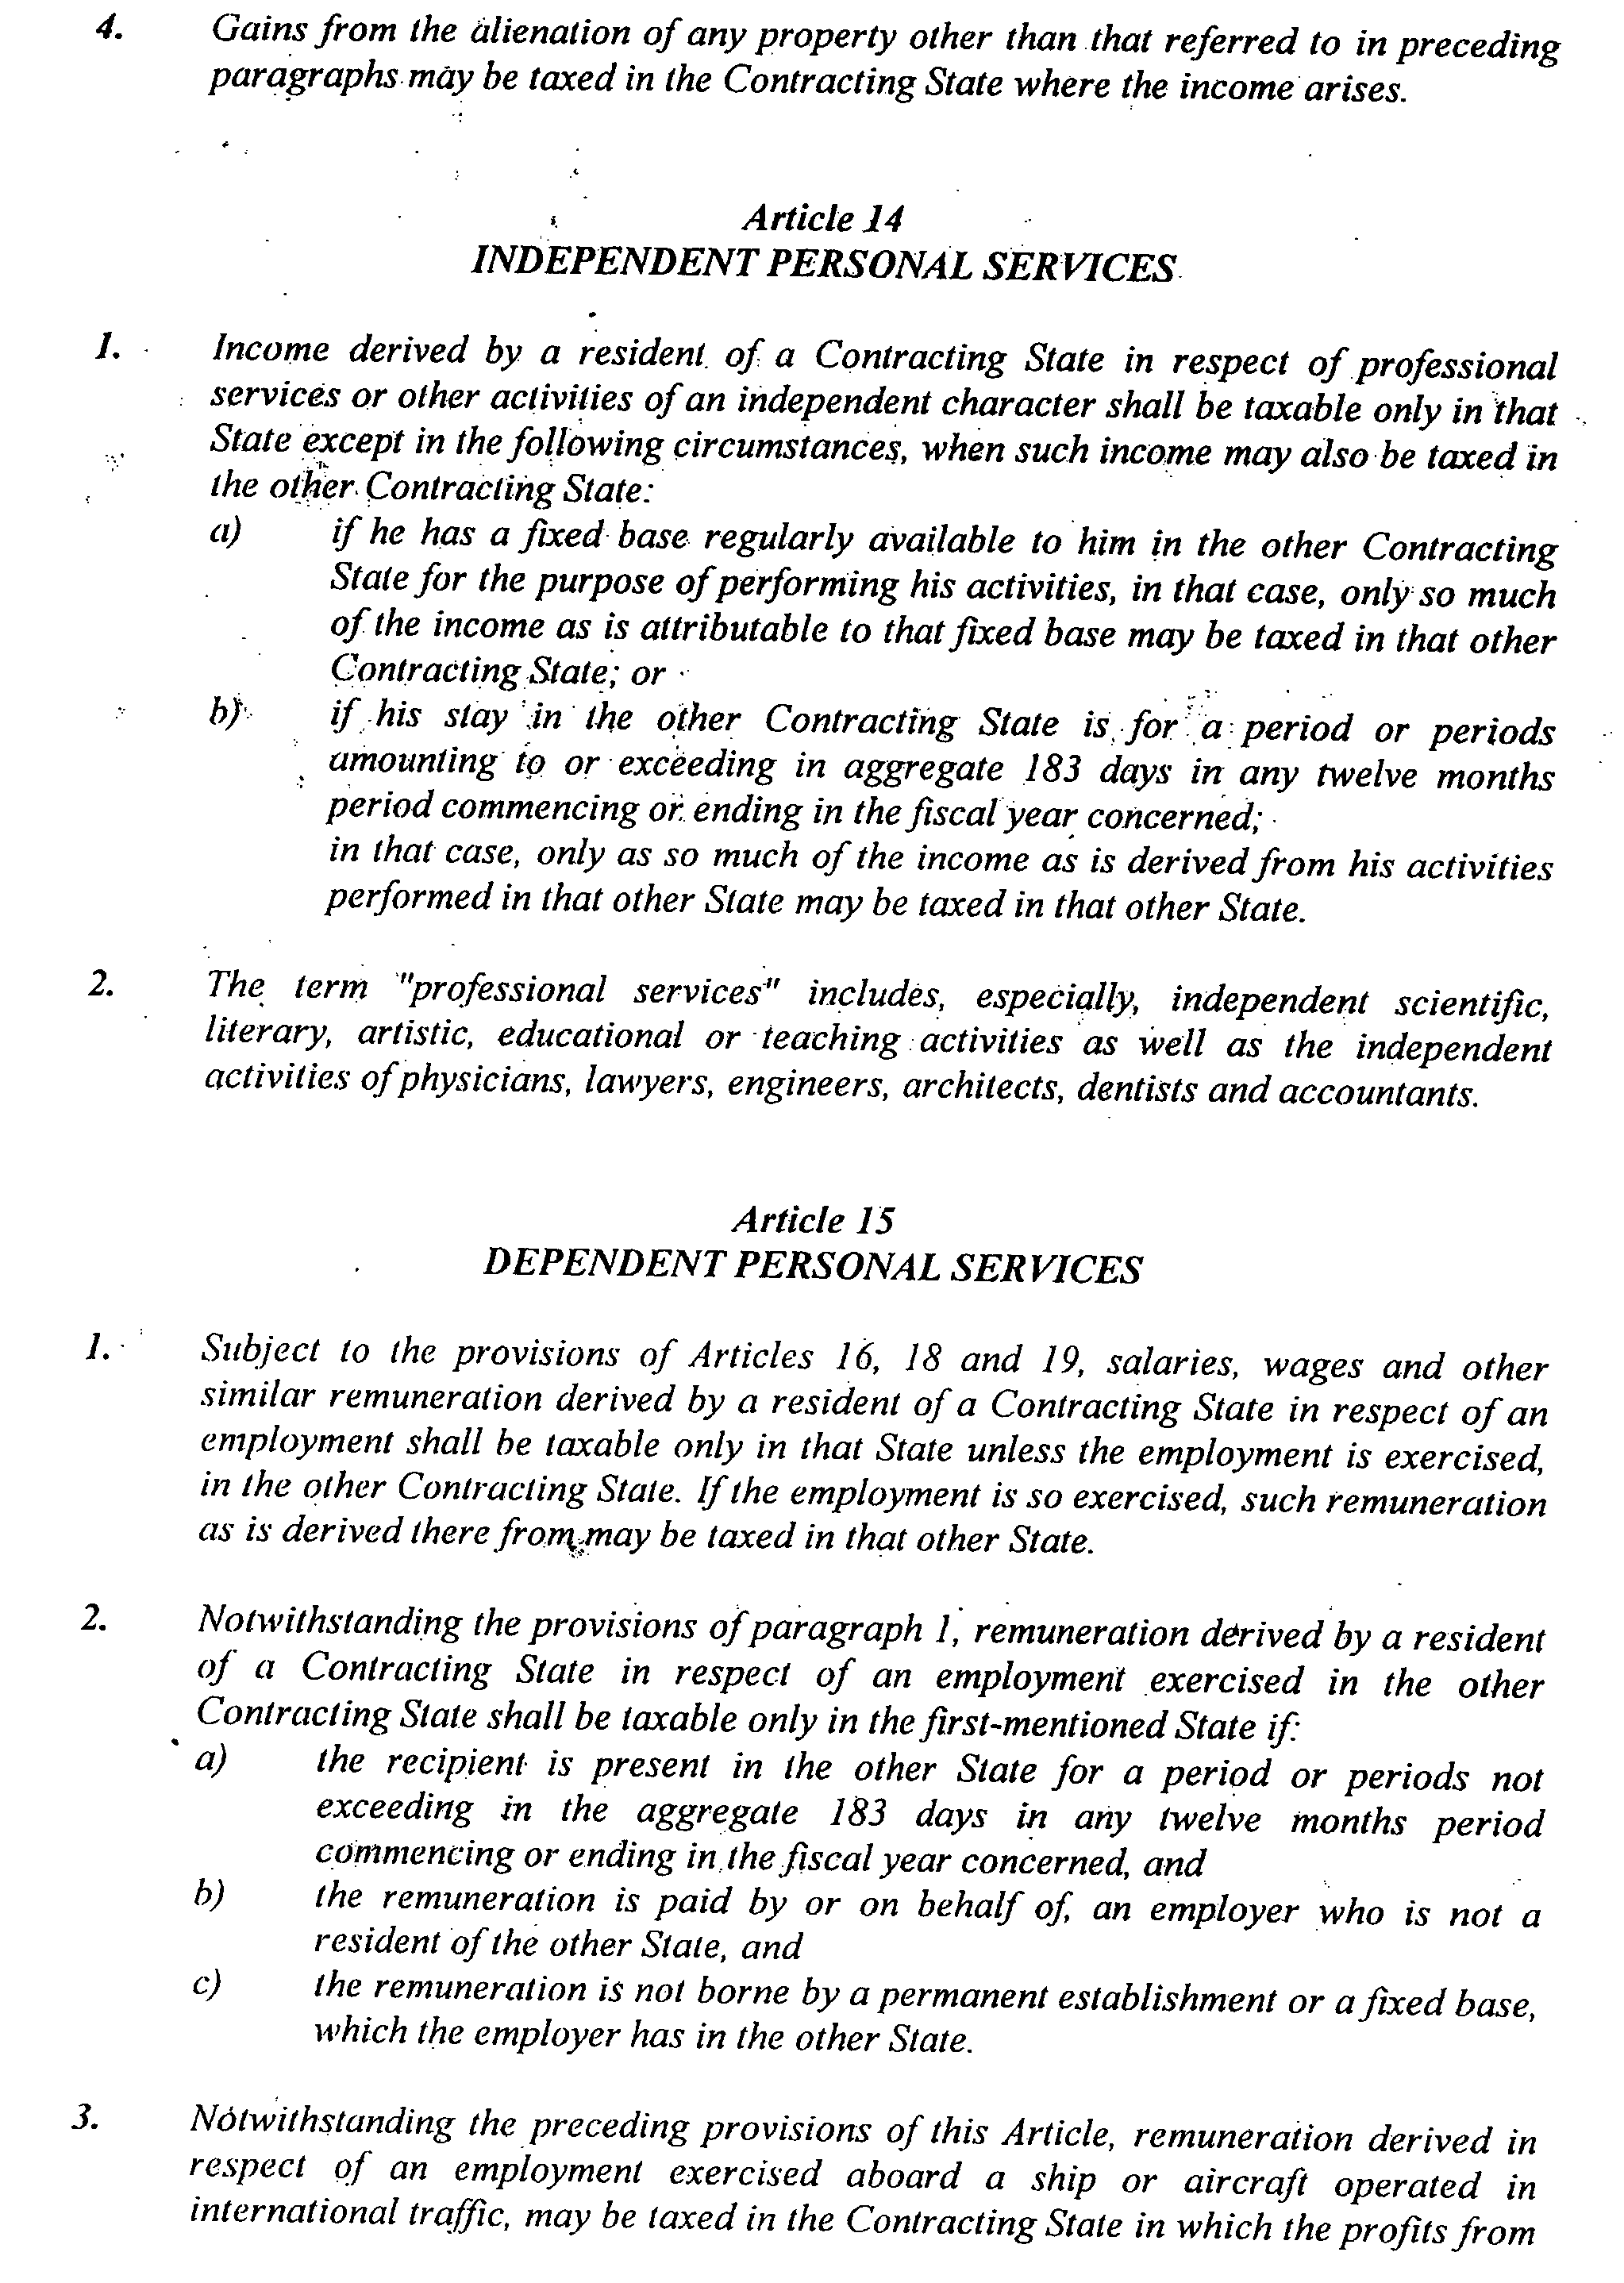 4. Gains from the alienation of any property other than that referred to in preceding
paragraphs may be taxed in the Contracting State where the income arises.
Article 14
INDEPENDENT PERSONAL SERVICES
1. Income derived by a resident of a Contracting State in respect of professional
services or other activities of an independent character shall be taxable only in that
State except in the following circumstances, when such income may also be taxed in
the other Contracting State:
a) if he has a fixed base regularly available to him in the other Contracting
State for the purpose of performing his activities, in that case, only so much
of the income as is attributable to that fixed base may be taxed in that other
Contracting State; or
b) if his stay in the other Contracting State is for a period or periods
amounting to or exceeding in aggregate 183 days in any twelve months
period commencing or ending in the fiscal year concerned;
in that case, only as so much of the income as is derived from his activities
performed in that other State may be taxed in that other State.
2. The term "professional services" includes, especially, independent scientific,
literary, artistic, educational or teaching activities as well as the independent
activities of physicians, lawyers, engineers, architects, dentists and accountants.
Article 15
DEPENDENT PERSONAL SERVICES
1. Subject to the provisions of Articles 16, 18 and 19, salaries, wages and other
similar remuneration derived by a resident of a Contracting State in respect of an
employment shall be taxable only in that State unless the employment is exercised,
in the other Contracting State. If the employment is so exercised, such remuneration
as is derived there from may be taxed in that other State.
2. Notwithstanding the provisions of paragraph 1, remuneration derived by a resident
of a Contracting State in respect of an employment exercised in the other
Contracting State shall be taxable only in the first-mentioned State if:
a) the recipient is present in the other State for a period or periods not
exceeding in the aggregate 183 days in any twelve months period
commencing or ending in the fiscal year concerned, and
b) the remuneration is paid by or on behalf of, an employer who is not a
resident of the other State, and
c) the remuneration is not borne by a permanent establishment or a fixed base,
which the employer has in the other State.
3. Notwithstanding the preceding provisions of this Article, remuneration derived in
respect of an employment exercised aboard a ship or aircraft operated in
international traffic, may be taxed in the Contracting State in which the profits from